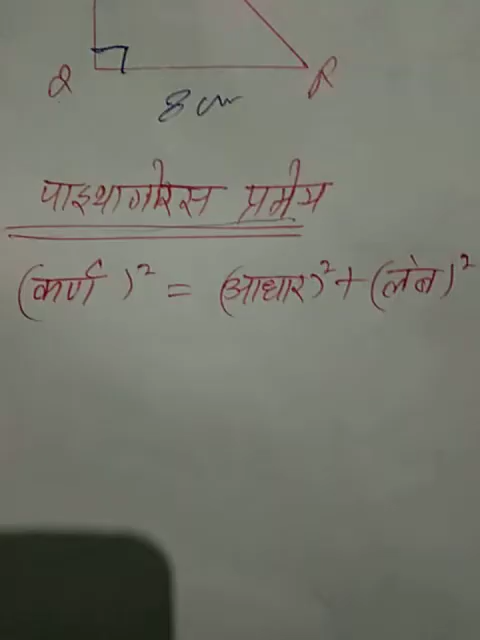 Q R
8 cm
पाइथागोरस प्रमेय
(कर्ण )² = (आधार)² + (लंब )²